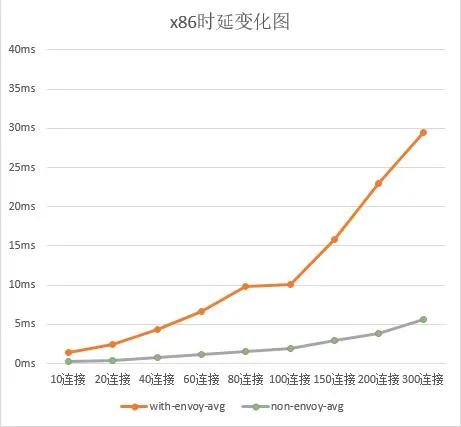 x86时延变化图
40ms
35ms
30ms
25ms
20ms
15ms
10ms
5ms
0ms
10连接 20连接 40连接 60连接 80连接 100连接 150连接 200连接 300连接
with-envoy-avg non-envoy-avg